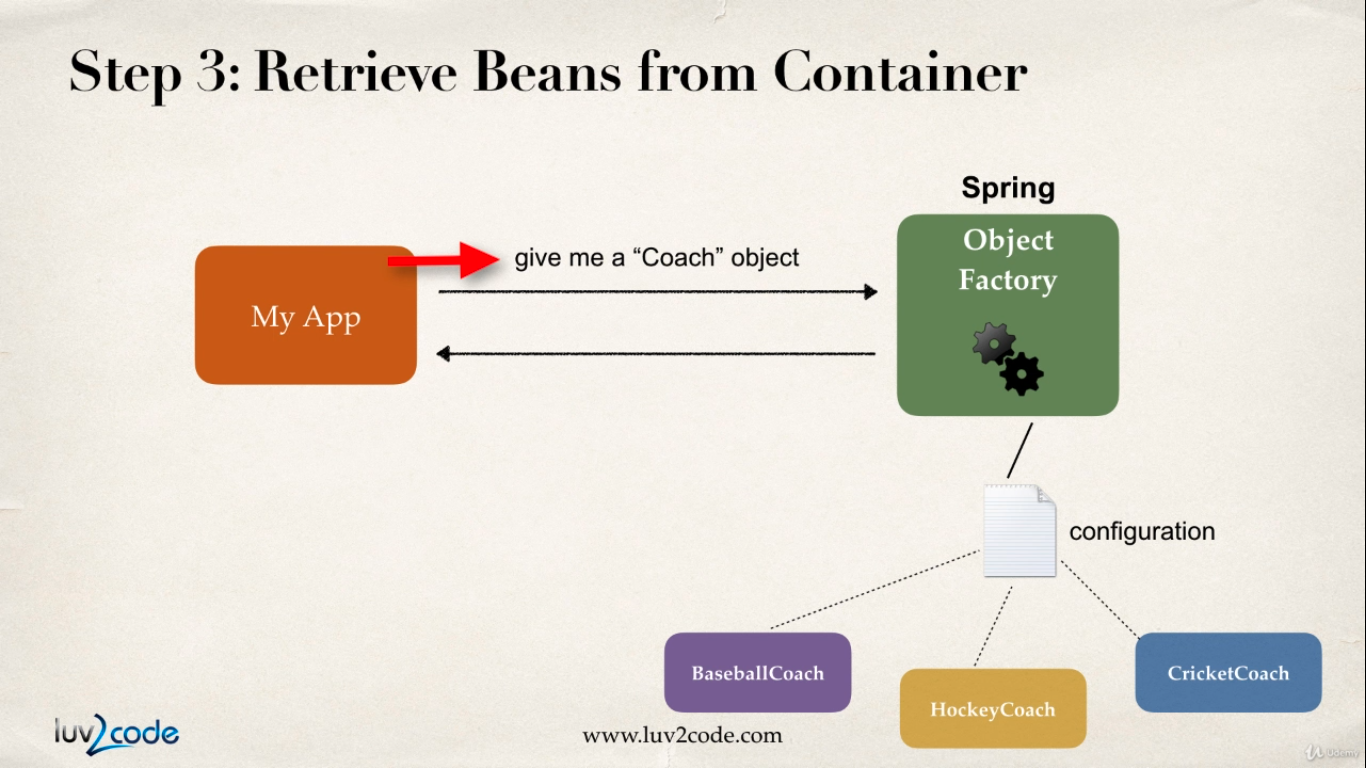 Step 3: Retrieve Beans from Container
Spring
Object
Factory
give me a “Coach” object
My App
configuration
BaseballCoach
HockeyCoach
CricketCoach
luv2code
www.luv2code.com
Udemy